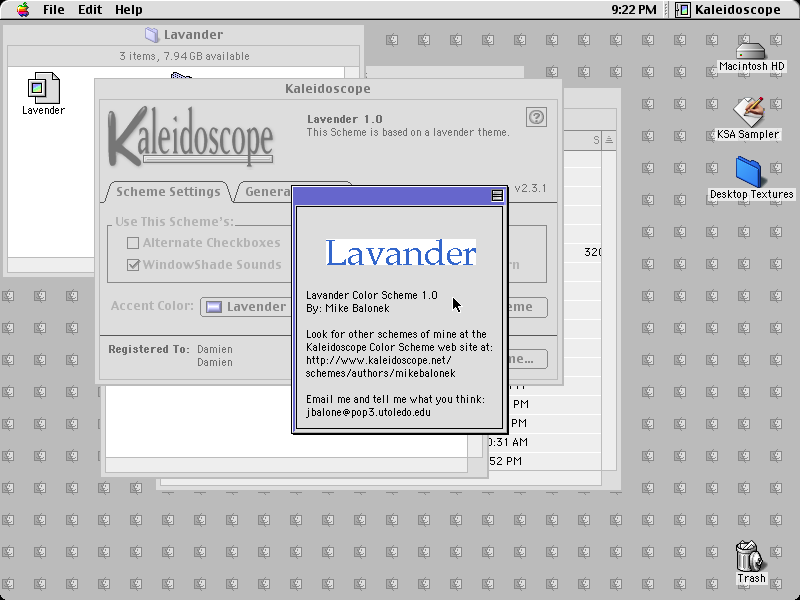 File Edit Help
9:22 PM
Kaleidoscope
Lavander
3 items, 7.94 GB available
Lavander
Macintosh HD
KSA Sampler
Desktop Textures
Trash
Kaleidoscope
Kaleidoscope
Lavender 1.0
This Scheme is based on a lavender theme.
?
Scheme Settings
Genera
v2.3.1
Use This Scheme's:
Alternate Checkboxes
WindowShade Sounds
rn
Accent Color:
Lavender
eme
Registered To: Damien
Damien
me...
Lavander
Lavander Color Scheme 1.0
By: Mike Balonek
Look for other schemes of mine at the
Kaleidoscope Color Scheme web site at:
http://www.kaleidoscope.net/
schemes/authors/mikebalonek
Email me and tell me what you think:
jbalone@pop3.utoledo.edu
S
320
PM
PM
0:31 AM
:52 PM